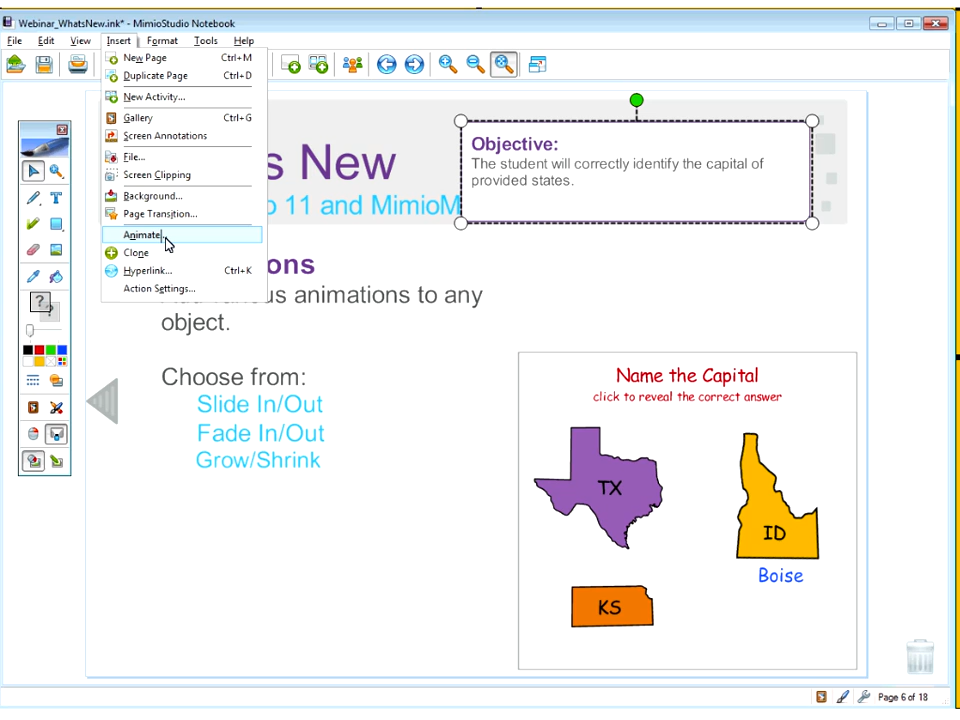 Webinar_WhatsNew.ink* - MimioStudio Notebook
File Edit View Insert Format Tools Help
New Page Ctrl+M
Duplicate Page Ctrl+D
New Activity...
Gallery Ctrl+G
Screen Annotations
File...
Screen Clipping
Background...
Page Transition...
Animate
Clone
Hyperlink... Ctrl+K
Action Settings...
s New
11 and MimioM
Objective:
The student will correctly identify the capital of
provided states.
ons
animations to any
object.
Choose from:
Slide In/Out
Fade In/Out
Grow/Shrink
Name the Capital
click to reveal the correct answer
TX
ID
Boise
KS
T
? ?
Page 6 of 18